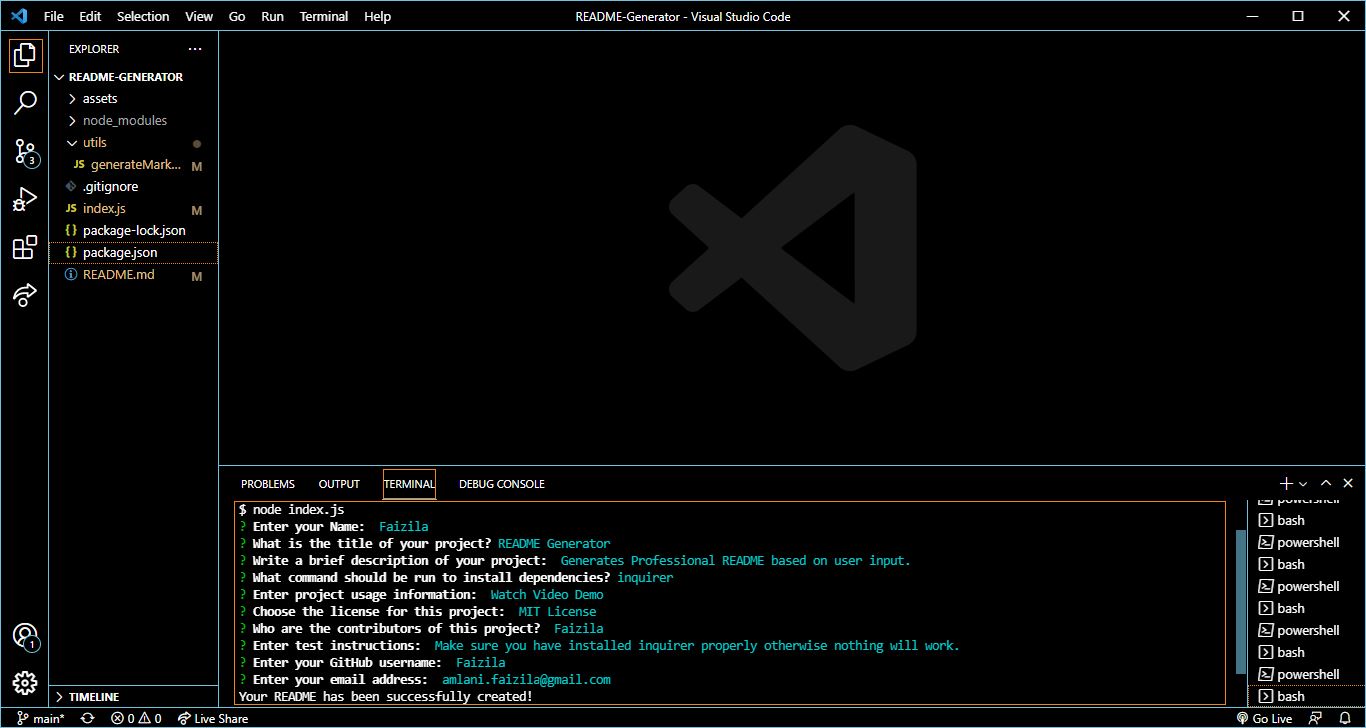 File Edit Selection View Go Run Terminal Help README-Generator - Visual Studio Code
EXPLORER ...
README-GENERATOR
assets
node_modules
utils
JS generateMark... M
.gitignore
JS index.js M
{} package-lock.json
{} package.json
README.md M
3
1
TIMELINE
PROBLEMS OUTPUT TERMINAL DEBUG CONSOLE
$ node index.js
? Enter your Name: Faizila
? What is the title of your project? README Generator
? Write a brief description of your project: Generates Professional README based on user input.
? What command should be run to install dependencies? inquirer
? Enter project usage information: Watch Video Demo
? Choose the license for this project: MIT License
? Who are the contributors of this project? Faizila
? Enter test instructions: Make sure you have installed inquirer properly otherwise nothing will work.
? Enter your GitHub username: Faizila
? Enter your email address: amlani.faizila@gmail.com
Your README has been successfully created!
powershell
bash
powershell
bash
powershell
bash
powershell
bash
powershell
bash
main* 0 0 Live Share Go Live